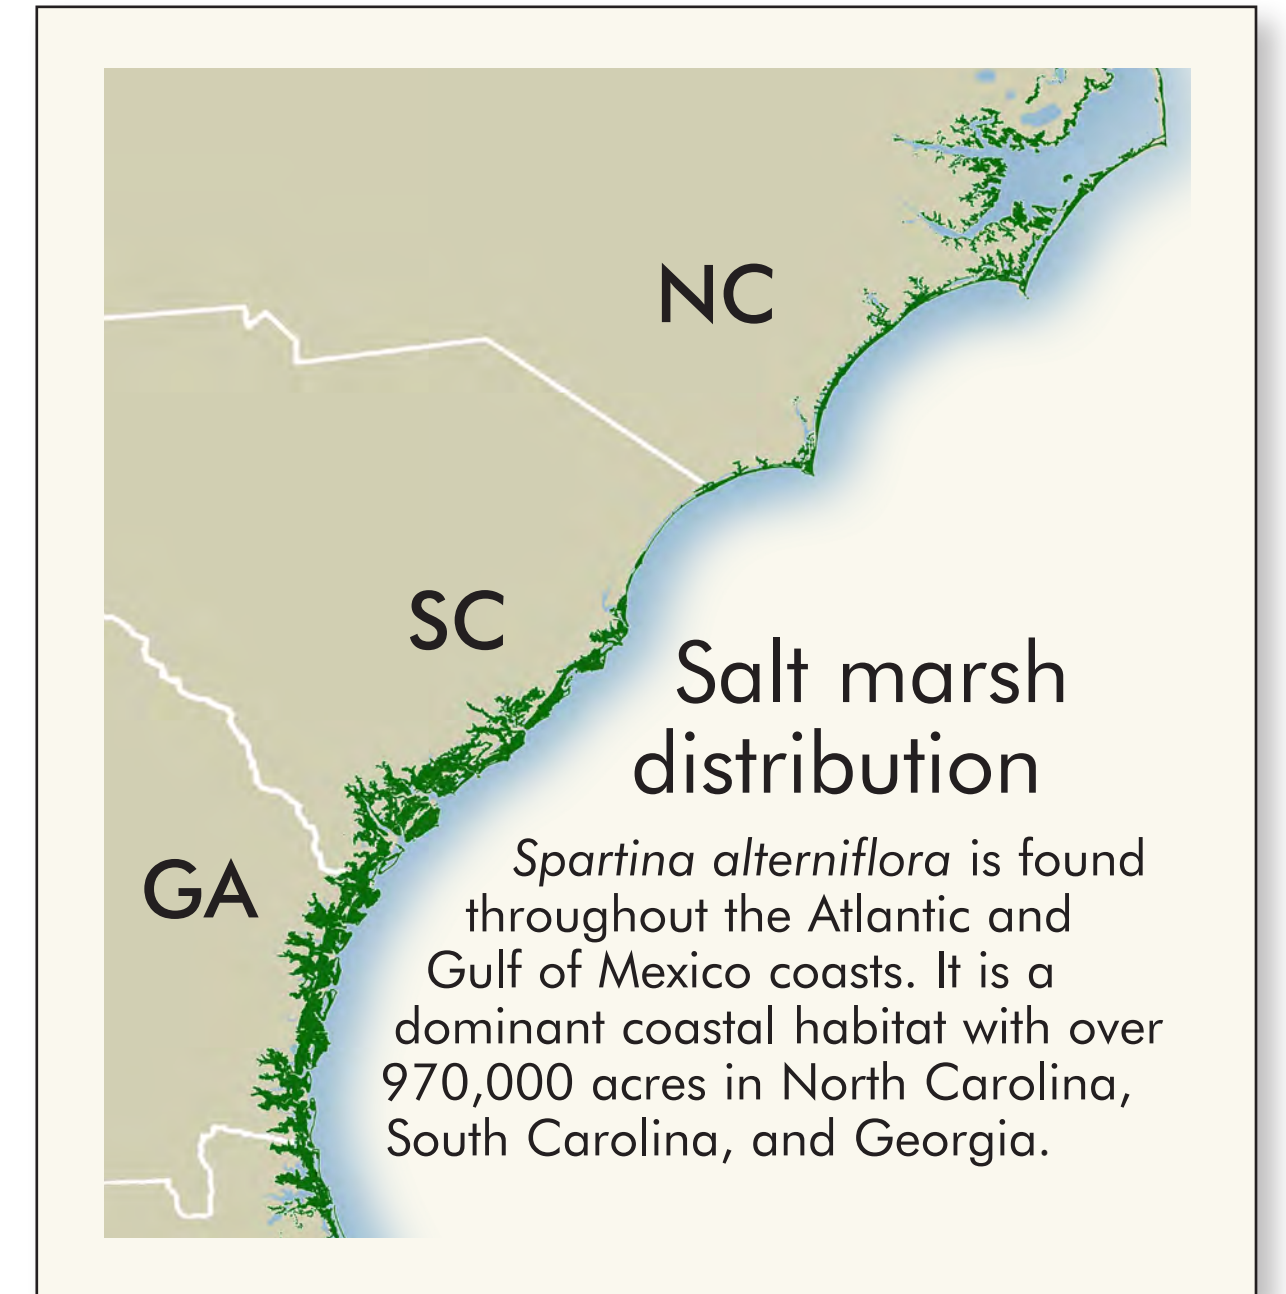 NC
SC
GA
Salt marsh
distribution
Spartina alterniflora is found
throughout the Atlantic and
Gulf of Mexico coasts. It is a
dominant coastal habitat with over
970,000 acres in North Carolina,
South Carolina, and Georgia.